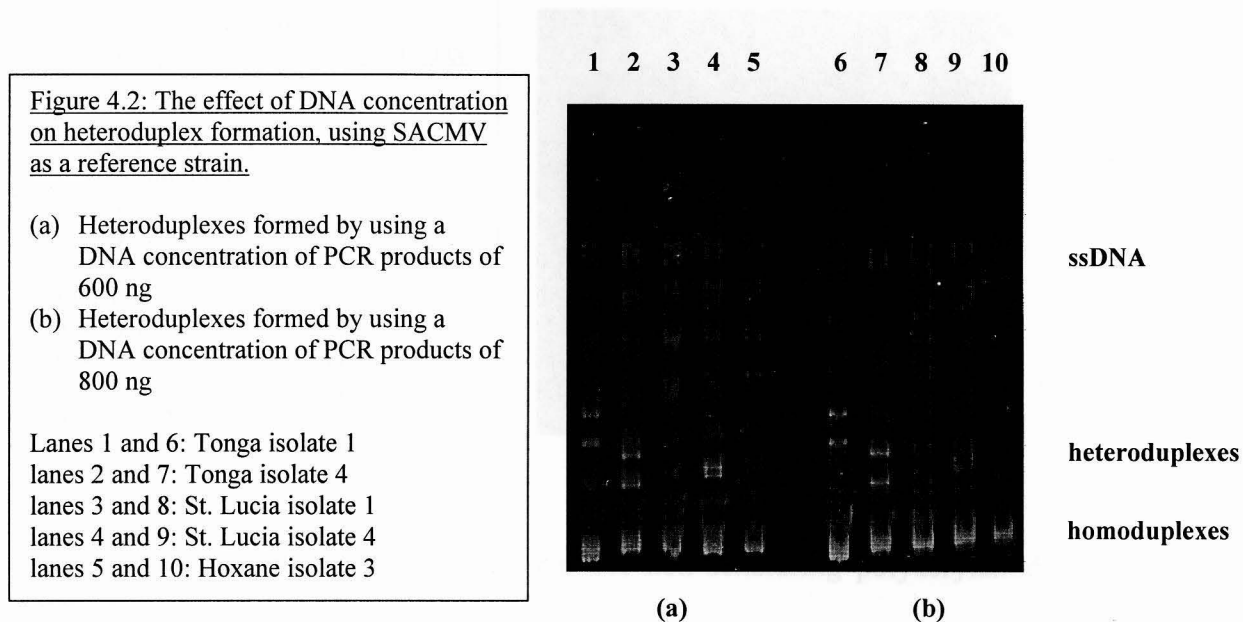 Figure 4.2: The effect of DNA concentration
on heteroduplex formation, using SACMV
as a reference strain.
(a) Heteroduplexes formed by using a
DNA concentration of PCR products of
600 ng
(b) Heteroduplexes formed by using a
DNA concentration of PCR products of
800 ng
Lanes 1 and 6: Tonga isolate 1
lanes 2 and 7: Tonga isolate 4
lanes 3 and 8: St. Lucia isolate 1
lanes 4 and 9: St. Lucia isolate 4
lanes 5 and 10: Hoxane isolate 3
1 2 3 4 5 6 7 8 9 10
ssDNA
heteroduplexes
homoduplexes
(a) (b)